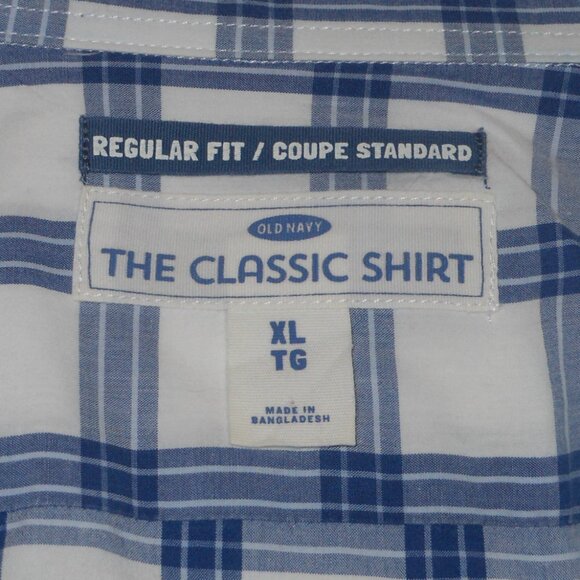 REGULAR FIT / COUPE STANDARD
OLD NAVY
THE CLASSIC SHIRT
XL
TG
MADE IN
BANGLADESH